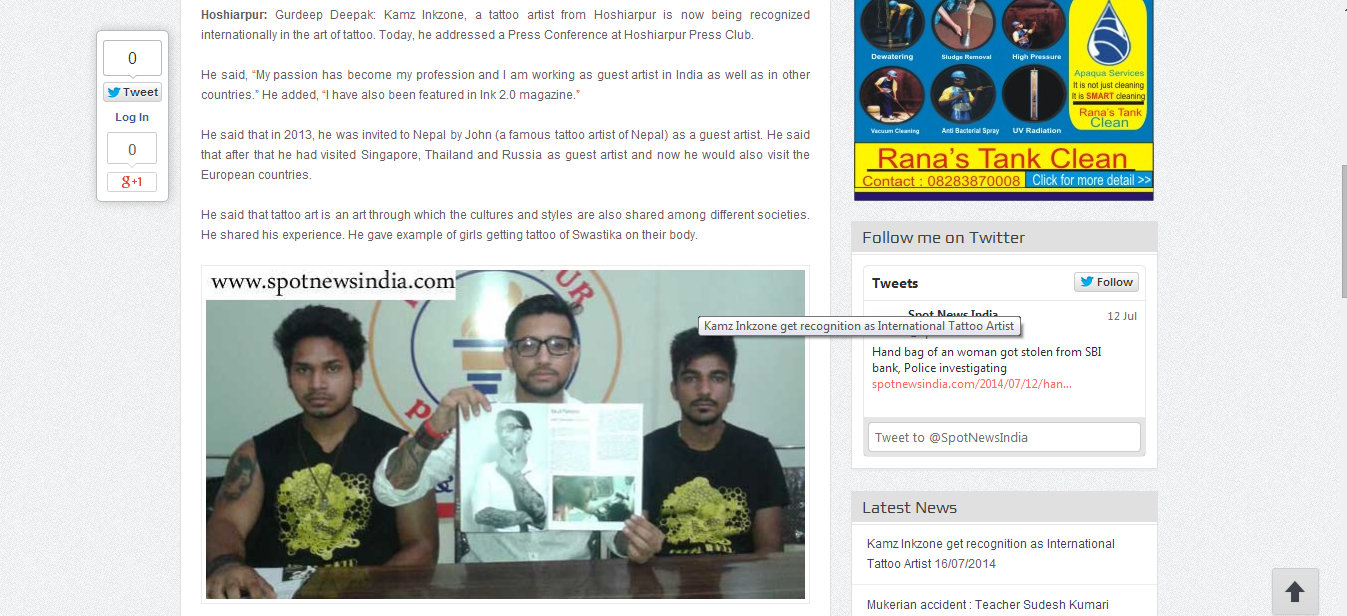 0
Tweet
Log In
0
g+1
Hoshiarpur: Gurdeep Deepak: Kamz Inkzone, a tattoo artist from Hoshiarpur is now being recognized
internationally in the art of tattoo. Today, he addressed a Press Conference at Hoshiarpur Press Club.
He said, “My passion has become my profession and I am working as guest artist in India as well as in other
countries.” He added, “I have also been featured in Ink 2.0 magazine.”
He said that in 2013, he was invited to Nepal by John (a famous tattoo artist of Nepal) as a guest artist. He said
that after that he had visited Singapore, Thailand and Russia as guest artist and now he would also visit the
European countries.
He said that tattoo art is an art through which the cultures and styles are also shared among different societies.
He shared his experience. He gave example of girls getting tattoo of Swastika on their body.
www.spotnewsindia.com
Kamz Inkzone get recognition as International Tattoo Artist
Dewatering
Sludge Removal
High Pressure
Vacuum Cleaning
Anti Bacterial Spray
UV Radiation
Apaqua Services
It is not just cleaning
It is SMART cleaning
Rana's Tank
Clean
Rana's Tank Clean
Contact : 08283870008
Click for more detail >>
Follow me on Twitter
Tweets
Follow
Spot News India
12 Jul
Hand bag of an woman got stolen from SBI
bank, Police investigating
spotnewsindia.com/2014/07/12/han...
Tweet to @SpotNewsIndia
Latest News
Kamz Inkzone get recognition as International
Tattoo Artist 16/07/2014
Mukerian accident : Teacher Sudesh Kumari